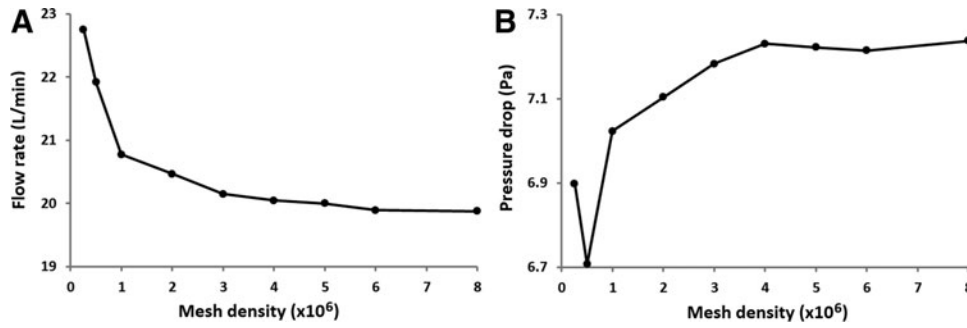 A
23
22
21
20
19
Flow rate (L/min)
0 1 2 3 4 5 6 7 8
Mesh density (x10⁶)
B
7.3
7.1
6.9
6.7
Pressure drop (Pa)
0 1 2 3 4 5 6 7 8
Mesh density (x10⁶)